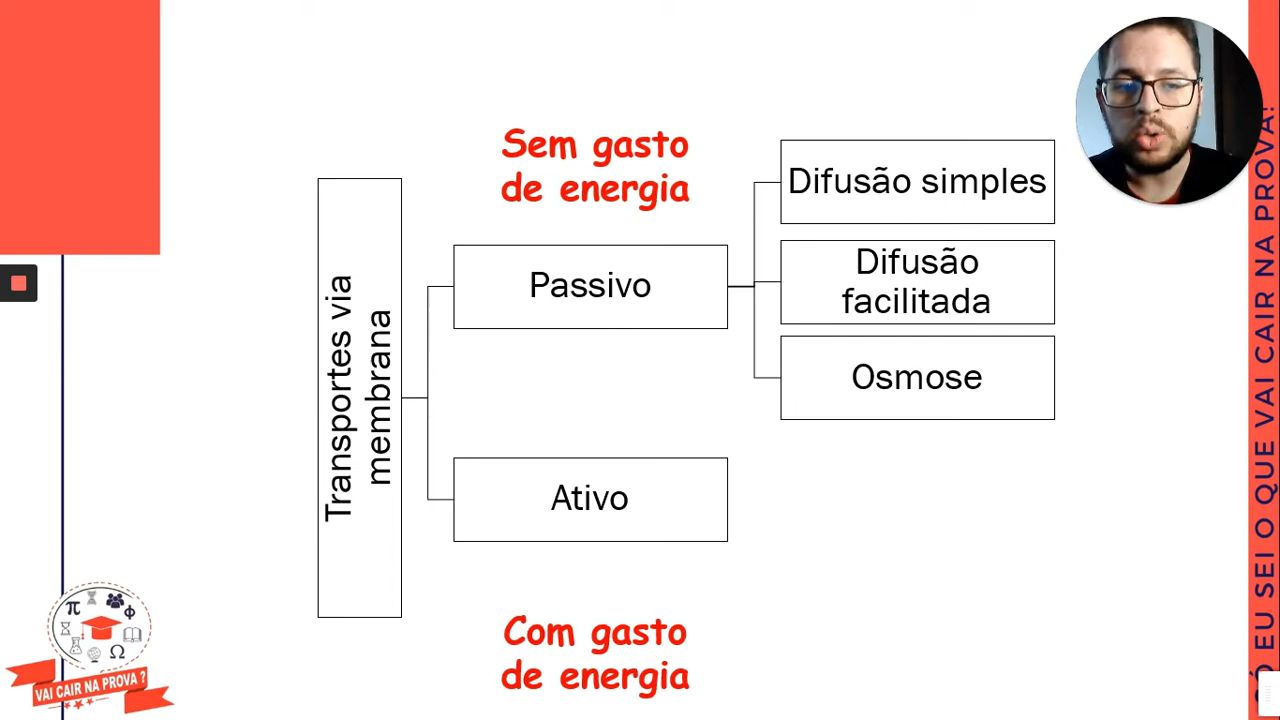 Sem gasto
de energia
Transportes via
membrana
Passivo
Difusão simples
Difusão
facilitada
Osmose
Ativo
Com gasto
de energia
VAI CAIR NA PROVA ?
π
Φ
Ω
Ó EU SEI O QUE VAI CAIR NA PROVA!